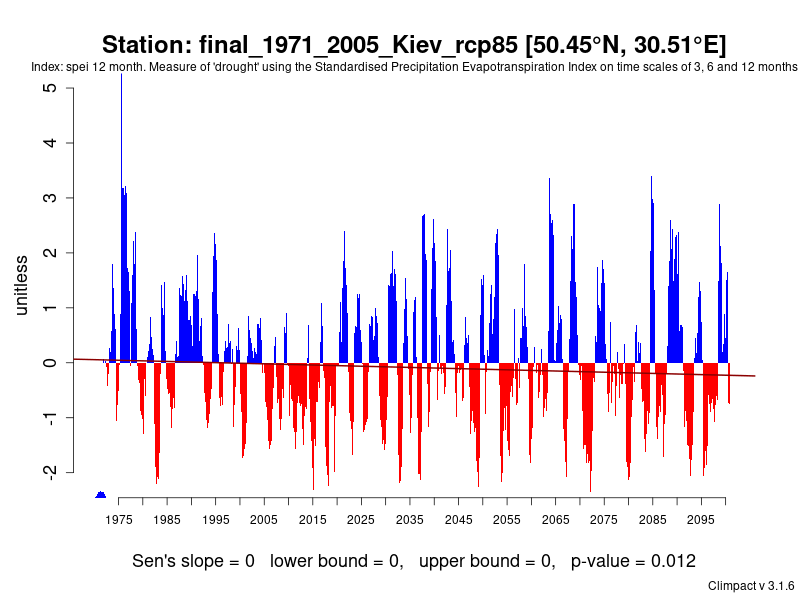 Station: final_1971_2005_Kiev_rcp85 [50.45°N, 30.51°E]
Index: spei 12 month. Measure of 'drought' using the Standardised Precipitation Evapotranspiration Index on time scales of 3, 6 and 12 months
5
4
3
2
1
0
-1
-2
unitless
1975 1985 1995 2005 2015 2025 2035 2045 2055 2065 2075 2085 2095
Sen's slope = 0 lower bound = 0, upper bound = 0, p-value = 0.012
Climpact v 3.1.6